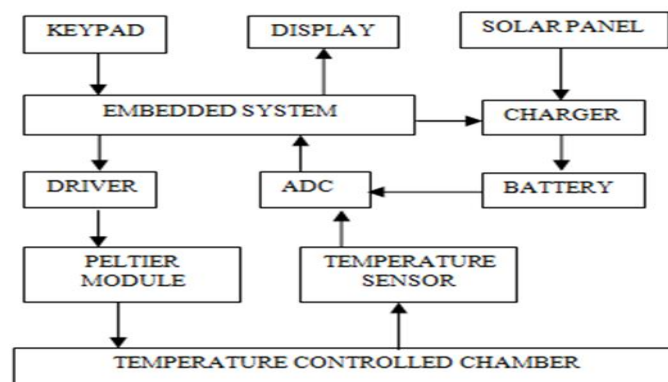 KEYPAD
DISPLAY
SOLAR PANEL
EMBEDDED SYSTEM
CHARGER
DRIVER
ADC
BATTERY
PELTIER
MODULE
TEMPERATURE
SENSOR
TEMPERATURE CONTROLLED CHAMBER